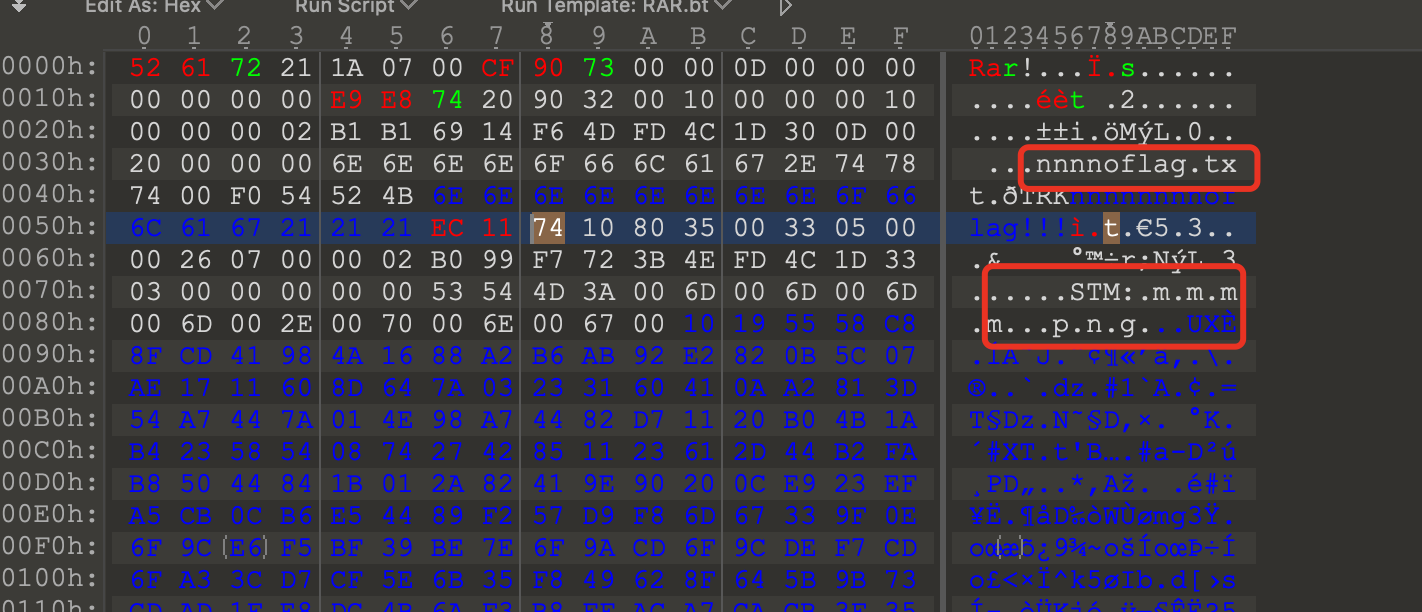 Edit As: Hex Run Script Run Template: RAR.bt
0 1 2 3 4 5 6 7 8 9 A B C D E F 0123456789ABCDEF
0000h: 52 61 72 21 1A 07 00 CF 90 73 00 00 0D 00 00 00 Rar!...Ï.s......
0010h: 00 00 00 00 E9 E8 74 20 90 32 00 10 00 00 00 10 ....éèt .2......
0020h: 00 00 00 02 B1 B1 69 14 F6 4D FD 4C 1D 30 0D 00 ....±±i.öMýL.0..
0030h: 20 00 00 00 6E 6E 6E 6E 6F 66 6C 61 67 2E 74 78 ...nnnnoflag.tx
0040h: 74 00 F0 54 52 4B 6E 6E 6E 6E 6E 6E 6E 6E 6F 66 t.ðTRKnnnnnnnnof
0050h: 6C 61 67 21 21 21 EC 11 74 10 80 35 00 33 05 00 lag!!!ì.t.€5.3..
0060h: 00 26 07 00 00 02 B0 99 F7 72 3B 4E FD 4C 1D 33 .&....°™÷r;NýL.3
0070h: 03 00 00 00 00 00 53 54 4D 3A 00 6D 00 6D 00 6D ......STM:.m.m.m
0080h: 00 6D 00 2E 00 70 00 6E 00 67 00 10 19 55 58 C8 .m...p.n.g...UXÈ
0090h: 8F CD 41 98 4A 16 88 A2 B6 AB 92 E2 82 0B 5C 07 .ÍA˜J.ˆ¢¶«’â‚.\.
00A0h: AE 17 11 60 8D 64 7A 03 23 31 60 41 0A A2 81 3D ®..`.dz.#1`A.¢.=
00B0h: 54 A7 44 7A 01 4E 98 A7 44 82 D7 11 20 B0 4B 1A T§Dz.N˜§D‚×. °K.
00C0h: B4 23 58 54 08 74 27 42 85 11 23 61 2D 44 B2 FA ´#XT.t'B….#a-D²ú
00D0h: B8 50 44 84 1B 01 2A 82 41 9E 90 20 0C E9 23 EF ¸PD„..*‚Až. .é#ï
00E0h: A5 CB 0C B6 E5 44 89 F2 57 D9 F8 6D 67 33 9F 0E ¥Ë.¶åD‰òWÙømg3Ÿ.
00F0h: 6F 9C E6 F5 BF 39 BE 7E 6F 9A CD 6F 9C DE F7 CD oœæõ¿9¾~ošÍoœÞ÷Í
0100h: 6F A3 3C D7 CF 5E 6B 35 F8 49 62 8F 64 5B 9B 73 o£<×Ï^k5øIb.d[›s
0110h: